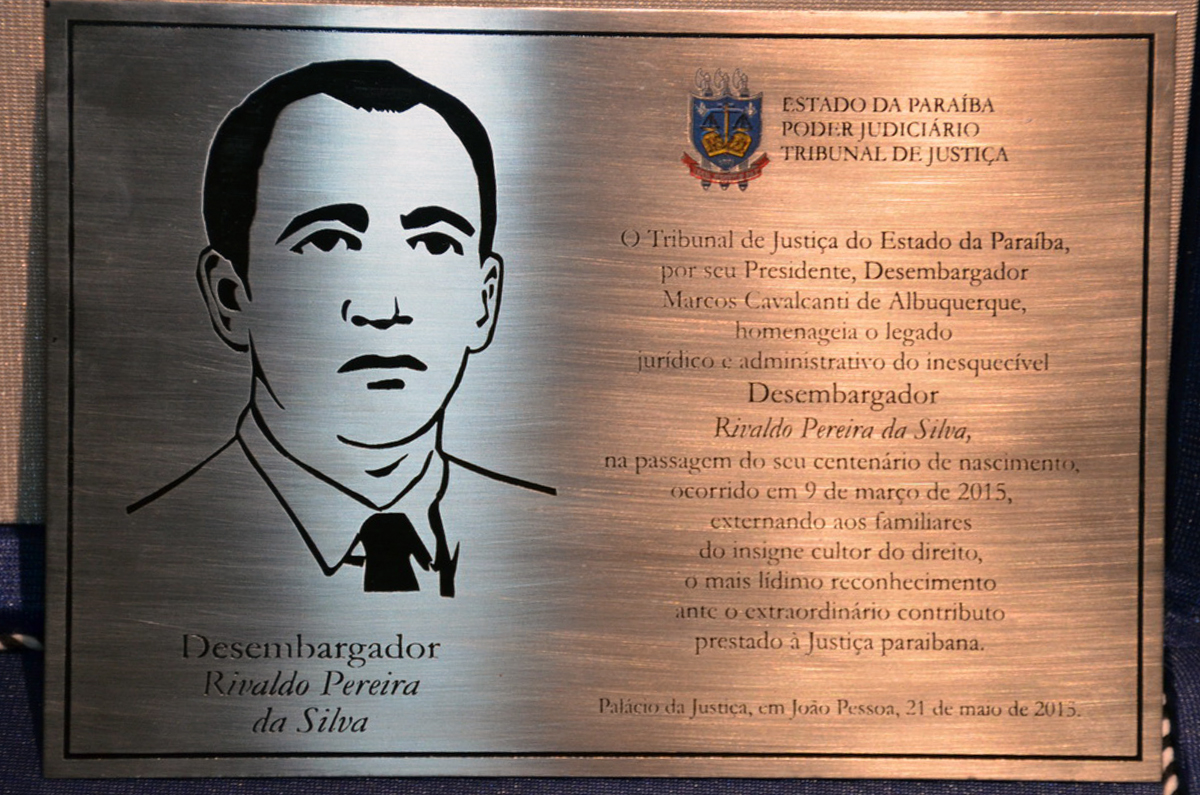 ESTADO DA PARAÍBA
PODER JUDICIÁRIO
TRIBUNAL DE JUSTIÇA
O Tribunal de Justiça do Estado da Paraíba,
por seu Presidente, Desembargador
Marcos Cavalcanti de Albuquerque,
homenageia o legado
jurídico e administrativo do inesquecível
Desembargador
Rivaldo Pereira da Silva,
na passagem do seu centenário de nascimento,
ocorrido em 9 de março de 2015,
externando aos familiares
do insigne cultor do direito,
o mais lídimo reconhecimento
ante o extraordinário contributo
prestado à Justiça paraibana.
Palácio da Justiça, em João Pessoa, 21 de maio de 2015.
Desembargador
Rivaldo Pereira
da Silva